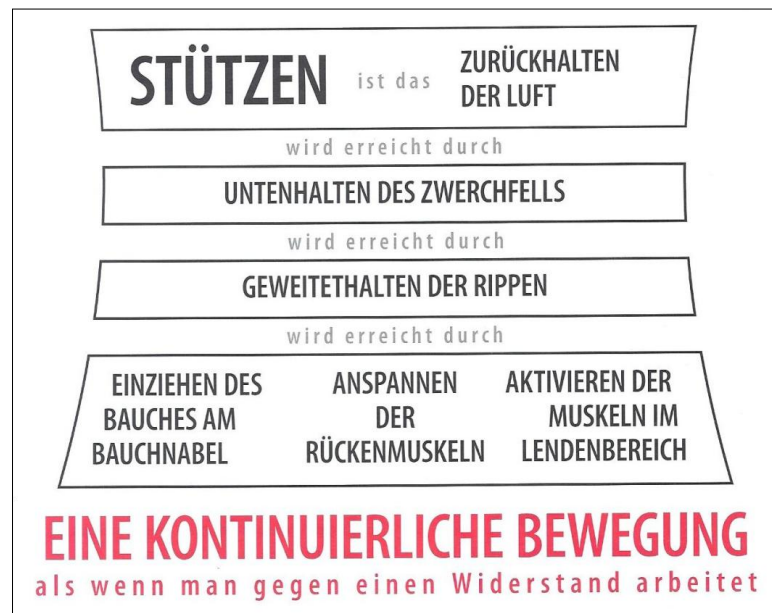 STÜTZEN ist das ZURÜCKHALTEN DER LUFT
wird erreicht durch
UNTENHALTEN DES ZWERCHFELLS
wird erreicht durch
GEWEITETHALTEN DER RIPPEN
wird erreicht durch
EINZIEHEN DES
BAUCHES AM
BAUCHNABEL
ANSPANNEN
DER
RÜCKENMUSKELN
AKTIVIEREN DER
MUSKELN IM
LENDENBEREICH
EINE KONTINUIERLICHE BEWEGUNG
als wenn man gegen einen Widerstand arbeitet